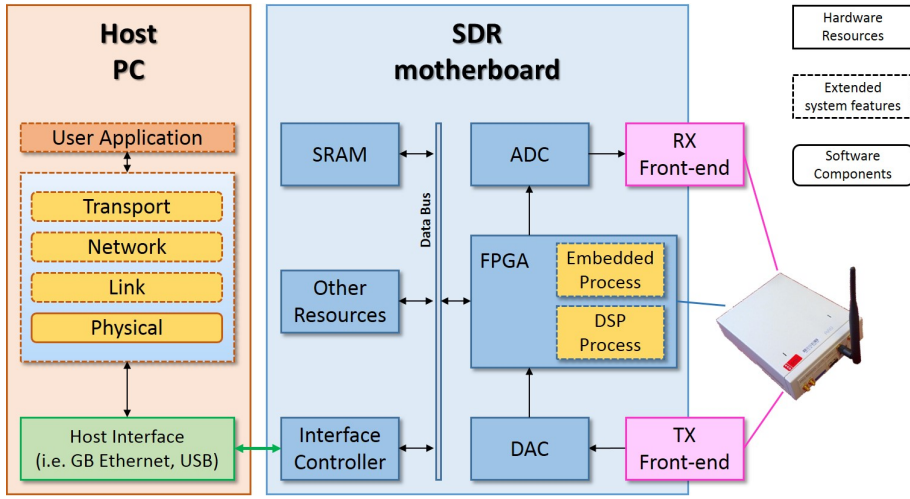 Host
PC
User Application
Transport
Network
Link
Physical
Host Interface
(i.e. GB Ethernet, USB)
SDR
motherboard
SRAM
Other
Resources
Interface
Controller
Data Bus
ADC
FPGA
Embedded
Process
DSP
Process
DAC
RX
Front-end
TX
Front-end
Hardware
Resources
Extended
system features
Software
Components